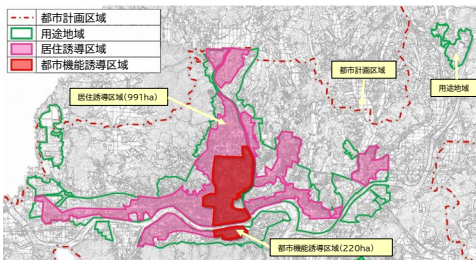 都市計画区域
用途地域
居住誘導区域
都市機能誘導区域
都市計画区域
用途地域
居住誘導区域(991ha)
都市機能誘導区域(220ha)